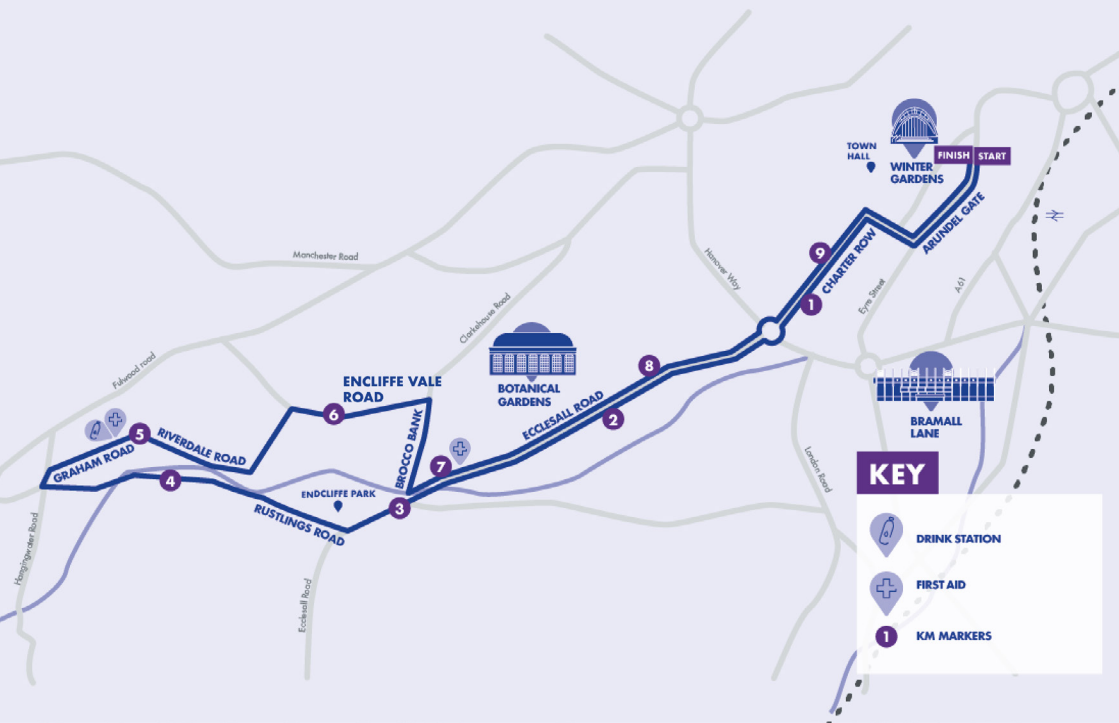 TOWN
HALL
WINTER
GARDENS
FINISH
START
ARUNDEL GATE
9
CHARTER ROW
1
Hanover Way
Eyre Street
A61
Manchester Road
Clarkehouse Road
Fulwood road
BOTANICAL
GARDENS
8
ECCLESALL ROAD
2
BRAMALL
LANE
ENCLIFFE VALE
ROAD
6
BROCCO BANK
7
5
RIVERDALE ROAD
GRAHAM ROAD
4
ENDCLIFFE PARK
3
RUSTLINGS ROAD
Hangingwater Road
Ecclesall Road
London Road
KEY
DRINK STATION
FIRST AID
1
KM MARKERS